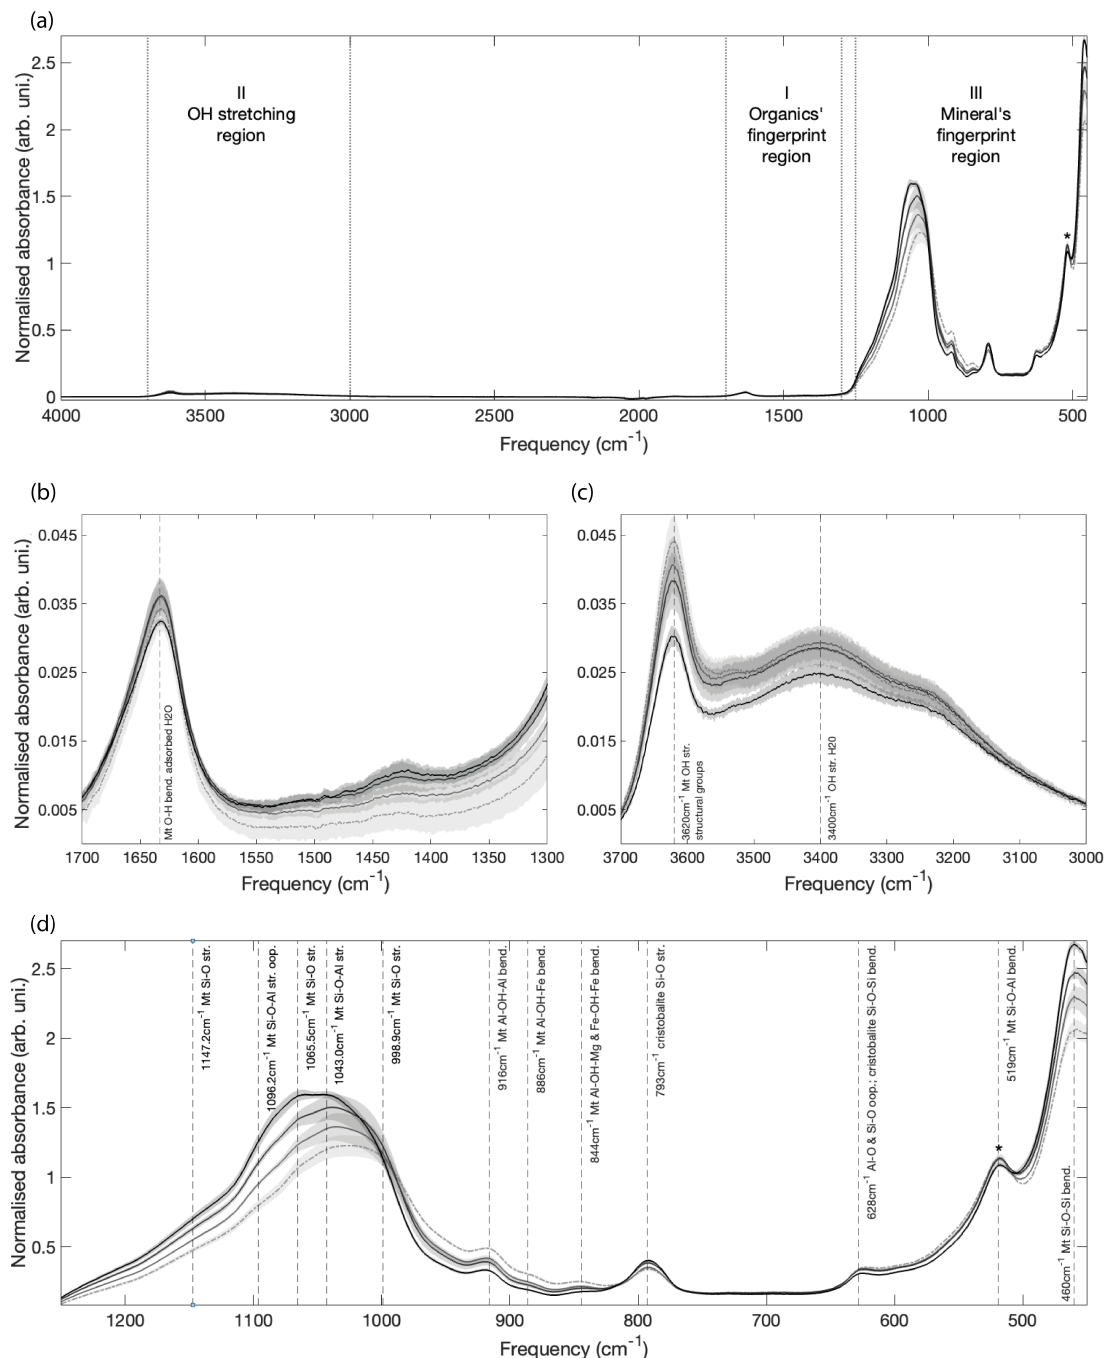 (a)
Normalised absorbance (arb. uni.)
2.5
2
1.5
1
0.5
0
II
OH stretching
region
I
Organics'
fingerprint
region
III
Mineral's
fingerprint
region
*
4000
3500
3000
2500
2000
1500
1000
500
Frequency (cm-1)
(b)
Normalised absorbance (arb. uni.)
0.045
0.035
0.025
0.015
0.005
Mt O-H bend. adsorbed H2O
1700
1650
1600
1550
1500
1450
1400
1350
1300
Frequency (cm-1)
(c)
0.045
0.035
0.025
0.015
0.005
3620cm-1 Mt OH str.
structural groups
3400cm-1 OH str. H20
3700
3600
3500
3400
3300
3200
3100
3000
Frequency (cm-1)
(d)
Normalised absorbance (arb. uni.)
2.5
2
1.5
1
0.5
1147.2cm-1 Mt Si-O str.
1096.2cm-1 Mt Si-O-Al str. oop.
1065.5cm-1 Mt Si-O str.
1043.0cm-1 Mt Si-O-Al str.
998.9cm-1 Mt Si-O str.
916cm-1 Mt Al-OH-Al bend.
886cm-1 Mt Al-OH-Fe bend.
844cm-1 Mt Al-OH-Mg & Fe-OH-Fe bend.
793cm-1 cristobalite Si-O str.
628cm-1 Al-O & Si-O oop.; cristobalite Si-O-Si bend.
519cm-1 Mt Si-O-Al bend.
*
460cm-1 Mt Si-O-Si bend.
1200
1100
1000
900
800
700
600
500
Frequency (cm-1)